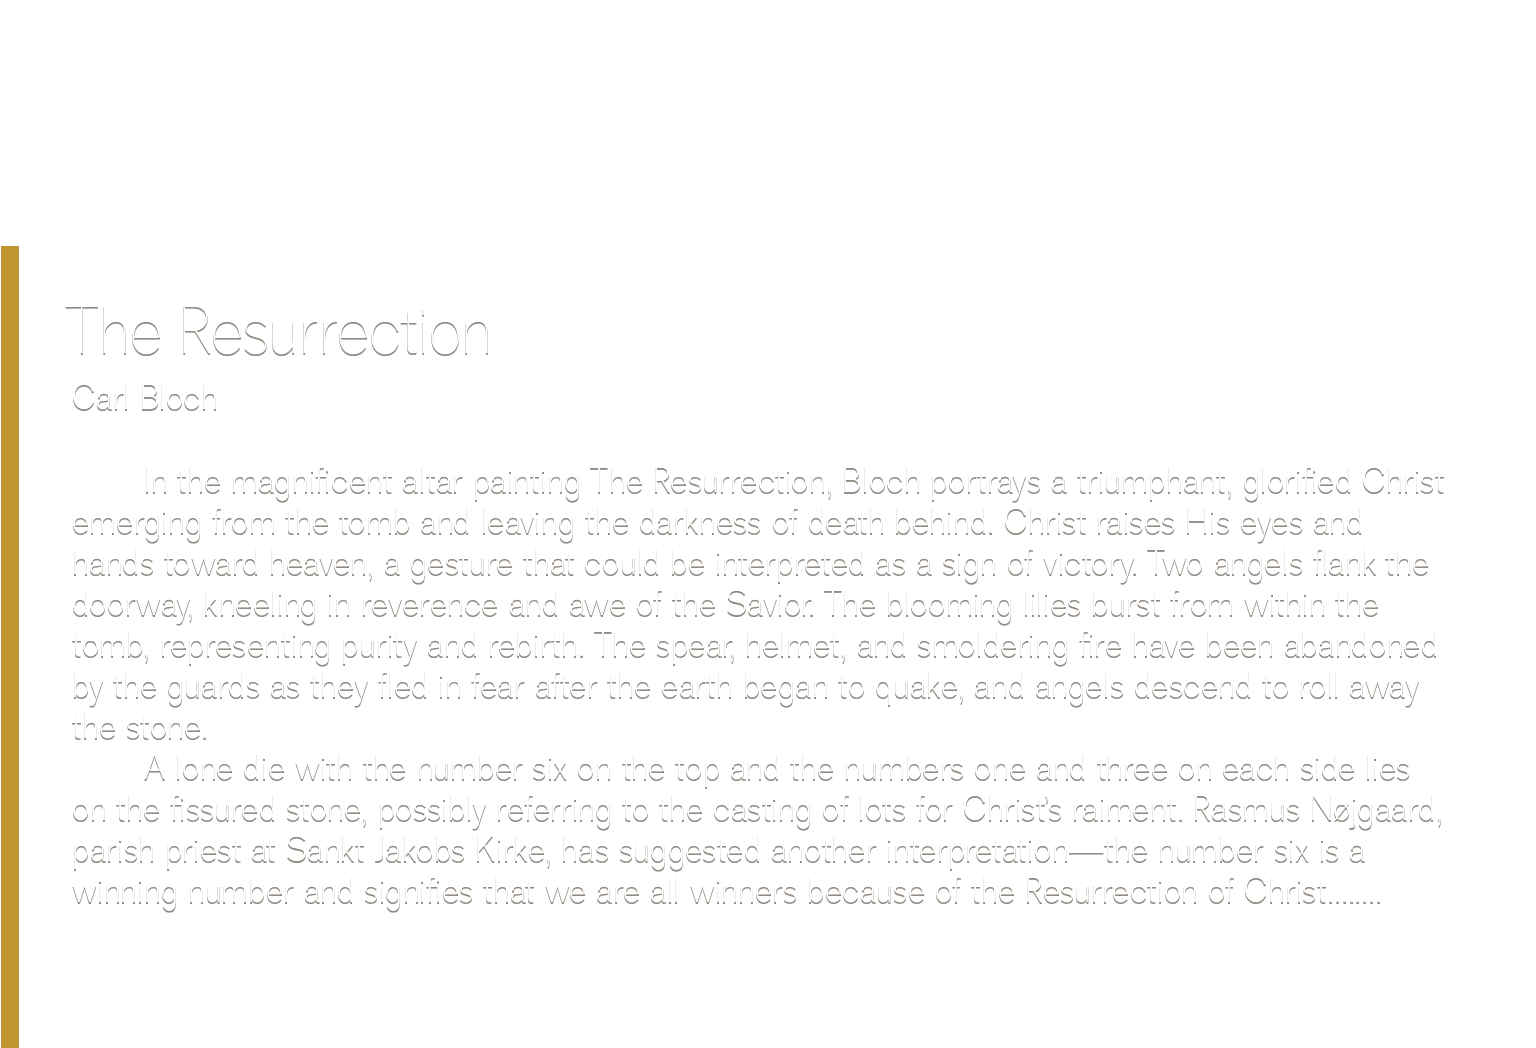 The Resurrection
Carl Bloch
In the magnificent altar painting The Resurrection, Bloch portrays a triumphant, glorified Christ
emerging from the tomb and leaving the darkness of death behind. Christ raises His eyes and
hands toward heaven, a gesture that could be interpreted as a sign of victory. Two angels flank the
doorway, kneeling in reverence and awe of the Savior. The blooming lilies burst from within the
tomb, representing purity and rebirth. The spear, helmet, and smoldering fire have been abandoned
by the guards as they fled in fear after the earth began to quake, and angels descend to roll away
the stone.
A lone die with the number six on the top and the numbers one and three on each side lies
on the fissured stone, possibly referring to the casting of lots for Christ's raiment. Rasmus Nøjgaard,
parish priest at Sankt Jakobs Kirke, has suggested another interpretation—the number six is a
winning number and signifies that we are all winners because of the Resurrection of Christ........